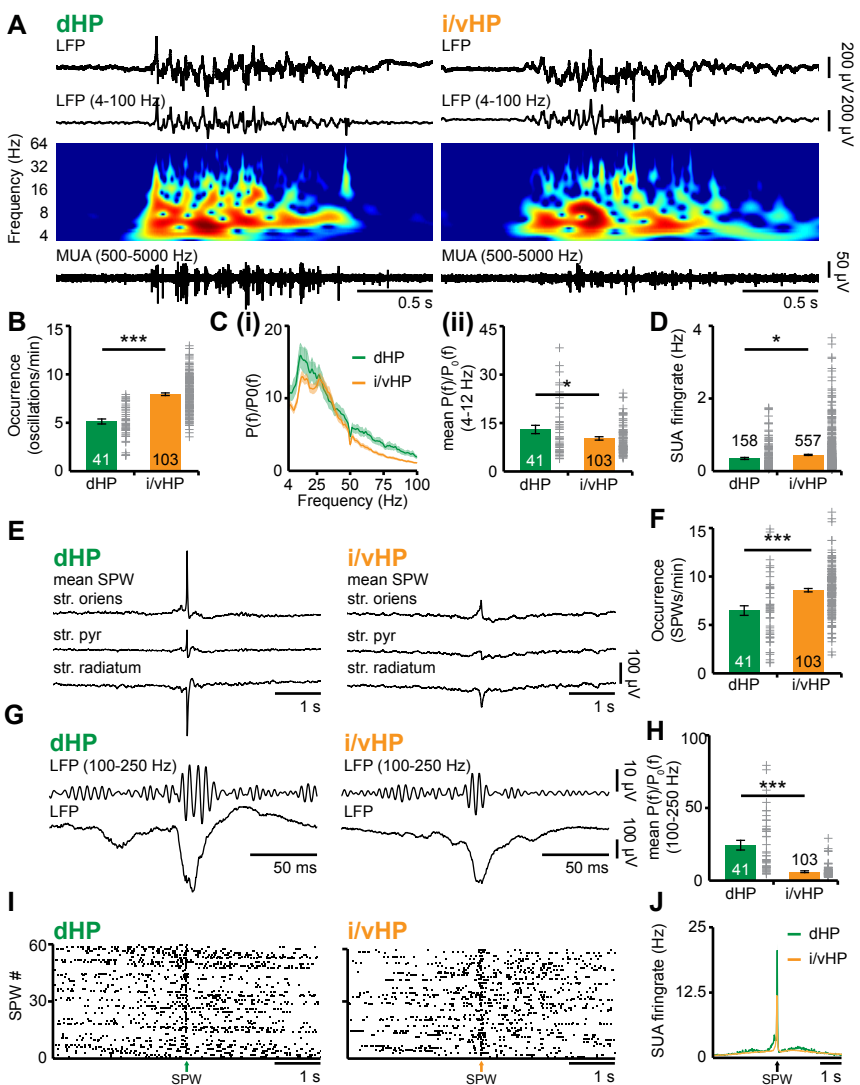 A
dHP
i/vHP
LFP
LFP
200 µV
LFP (4-100 Hz)
LFP (4-100 Hz)
200 µV
Frequency (Hz)
64
32
16
8
4
MUA (500-5000 Hz)
MUA (500-5000 Hz)
50 µV
0.5 s
0.5 s
B
Occurrence
(oscillations/min)
15
10
5
0
***
41
103
dHP
i/vHP
C (i)
P(f)/P0(f)
20
10
0
dHP
i/vHP
4
25
50
75
100
Frequency (Hz)
(ii)
mean P(f)/P0(f)
(4-12 Hz)
45
30
15
0
*
41
103
dHP
i/vHP
D
SUA firingrate (Hz)
4
2
0
*
158
557
dHP
i/vHP
E
dHP
i/vHP
mean SPW
mean SPW
str. oriens
str. oriens
str. pyr
str. pyr
str. radiatum
str. radiatum
100 µV
1 s
1 s
F
Occurrence
(SPWs/min)
15
10
5
0
***
41
103
dHP
i/vHP
G
dHP
i/vHP
LFP (100-250 Hz)
LFP (100-250 Hz)
10 µV
LFP
LFP
100 µV
50 ms
50 ms
H
mean P(f)/P0(f)
(100-250 Hz)
100
50
0
***
41
103
dHP
i/vHP
I
dHP
i/vHP
SPW #
60
30
0
SPW
1 s
SPW
1 s
J
SUA firingrate (Hz)
25
12.5
0
dHP
i/vHP
SPW
1 s